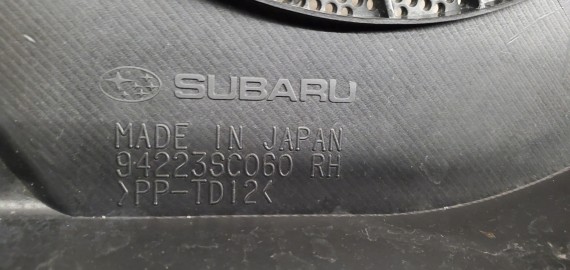 SUBARU
MADE IN JAPAN
94223SC060 RH
>PP-TD12<